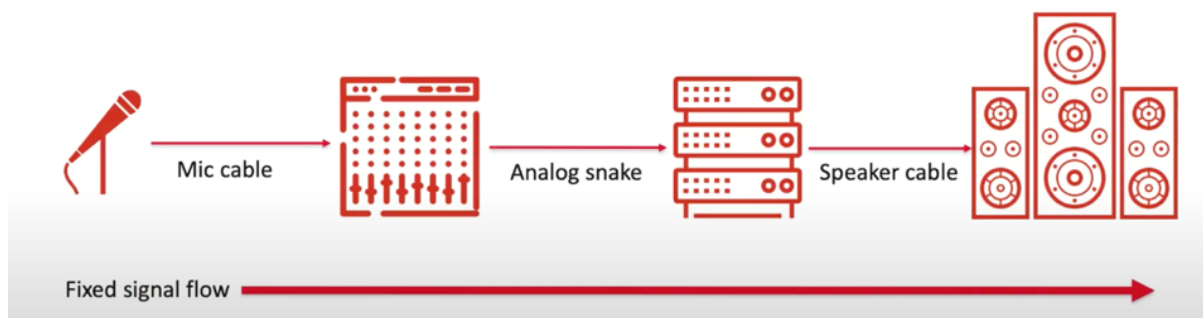 Mic cable
Analog snake
Speaker cable
Fixed signal flow